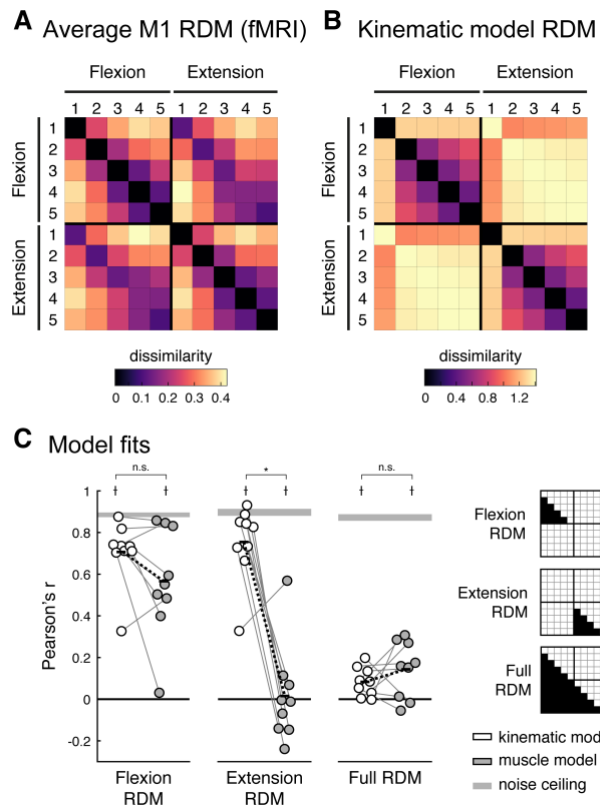 A Average M1 RDM (fMRI)
Flexion Extension
1 2 3 4 5 1 2 3 4 5
Flexion
1
2
3
4
5
Extension
1
2
3
4
5
dissimilarity
0 0.1 0.2 0.4
B Kinematic model RDM
Flexion Extension
1 2 3 4 5 1 2 3 4 5
Flexion
1
2
3
4
5
Extension
1
2
3
4
5
dissimilarity
0 0.4 0.8 1.2
C Model fits
n.s. * n.s.
Pearson's r
1
0.8
0.6
0.4
0.2
0
-0.2
Flexion
RDM
Extension
RDM
Full RDM
Flexion
RDM
Extension
RDM
Full
RDM
kinematic mod
muscle model
noise ceiling